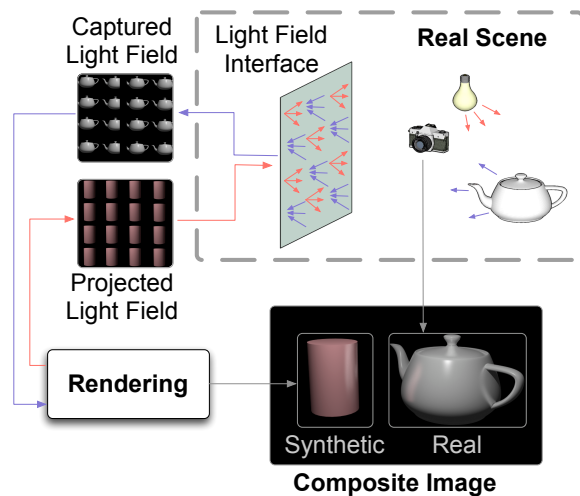 Captured
Light Field
Light Field
Interface
Real Scene
Projected
Light Field
Rendering
Synthetic
Real
Composite Image